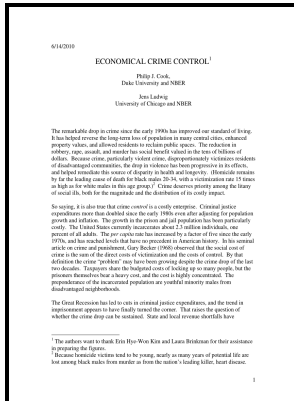 6/14/2010
ECONOMICAL CRIME CONTROL¹
Philip J. Cook,
Duke University and NBER
Jens Ludwig
University of Chicago and NBER
The remarkable drop in crime since the early 1990s has improved our standard of living.
It has helped reverse the long-term loss of population in many central cities, enhanced
property values, and allowed residents to reclaim public spaces. The reduction in
robbery, rape, assault, and murder has social benefit valued in the tens of billions of
dollars. Because crime, particularly violent crime, disproportionately victimizes residents
of disadvantaged communities, the drop in violence has been progressive in its effects,
and helped remediate this source of disparity in health and longevity. (Homicide remains
by far the leading cause of death for black males 20-34, with a victimization rate 15 times
as high as for white males in this age group.)² Crime deserves priority among the litany
of social ills, both for the magnitude and the distribution of its costly impact.
So saying, it is also true that crime control is a costly enterprise. Criminal justice
expenditures more than doubled since the early 1980s even after adjusting for population
growth and inflation. The growth in the prison and jail population has been particularly
costly. The United States currently incarcerates about 2.3 million individuals, one
percent of all adults. The per capita rate has increased by a factor of five since the early
1970s, and has reached levels that have no precedent in American history. In his seminal
article on crime and punishment, Gary Becker (1968) observed that the social cost of
crime is the sum of the direct costs of victimization and the costs of control. By that
definition the crime "problem" may have been growing despite the crime drop of the last
two decades. Taxpayers share the budgetary costs of locking up so many people, but the
prisoners themselves bear a heavy cost, and the cost is highly concentrated. The
preponderance of the incarcerated population are youthful minority males from
disadvantaged neighborhoods.
The Great Recession has led to cuts in criminal justice expenditures, and the trend in
imprisonment appears to have finally turned the corner. That raises the question of
whether the crime drop can be sustained. State and local revenue shortfalls have
¹ The authors want to thank Erin Hye-Won Kim and Laura Brinkman for their assistance
in preparing the figures.
² Because homicide victims tend to be young, nearly as many years of potential life are
lost among black males from murder as from the nation's leading killer, heart disease.
1